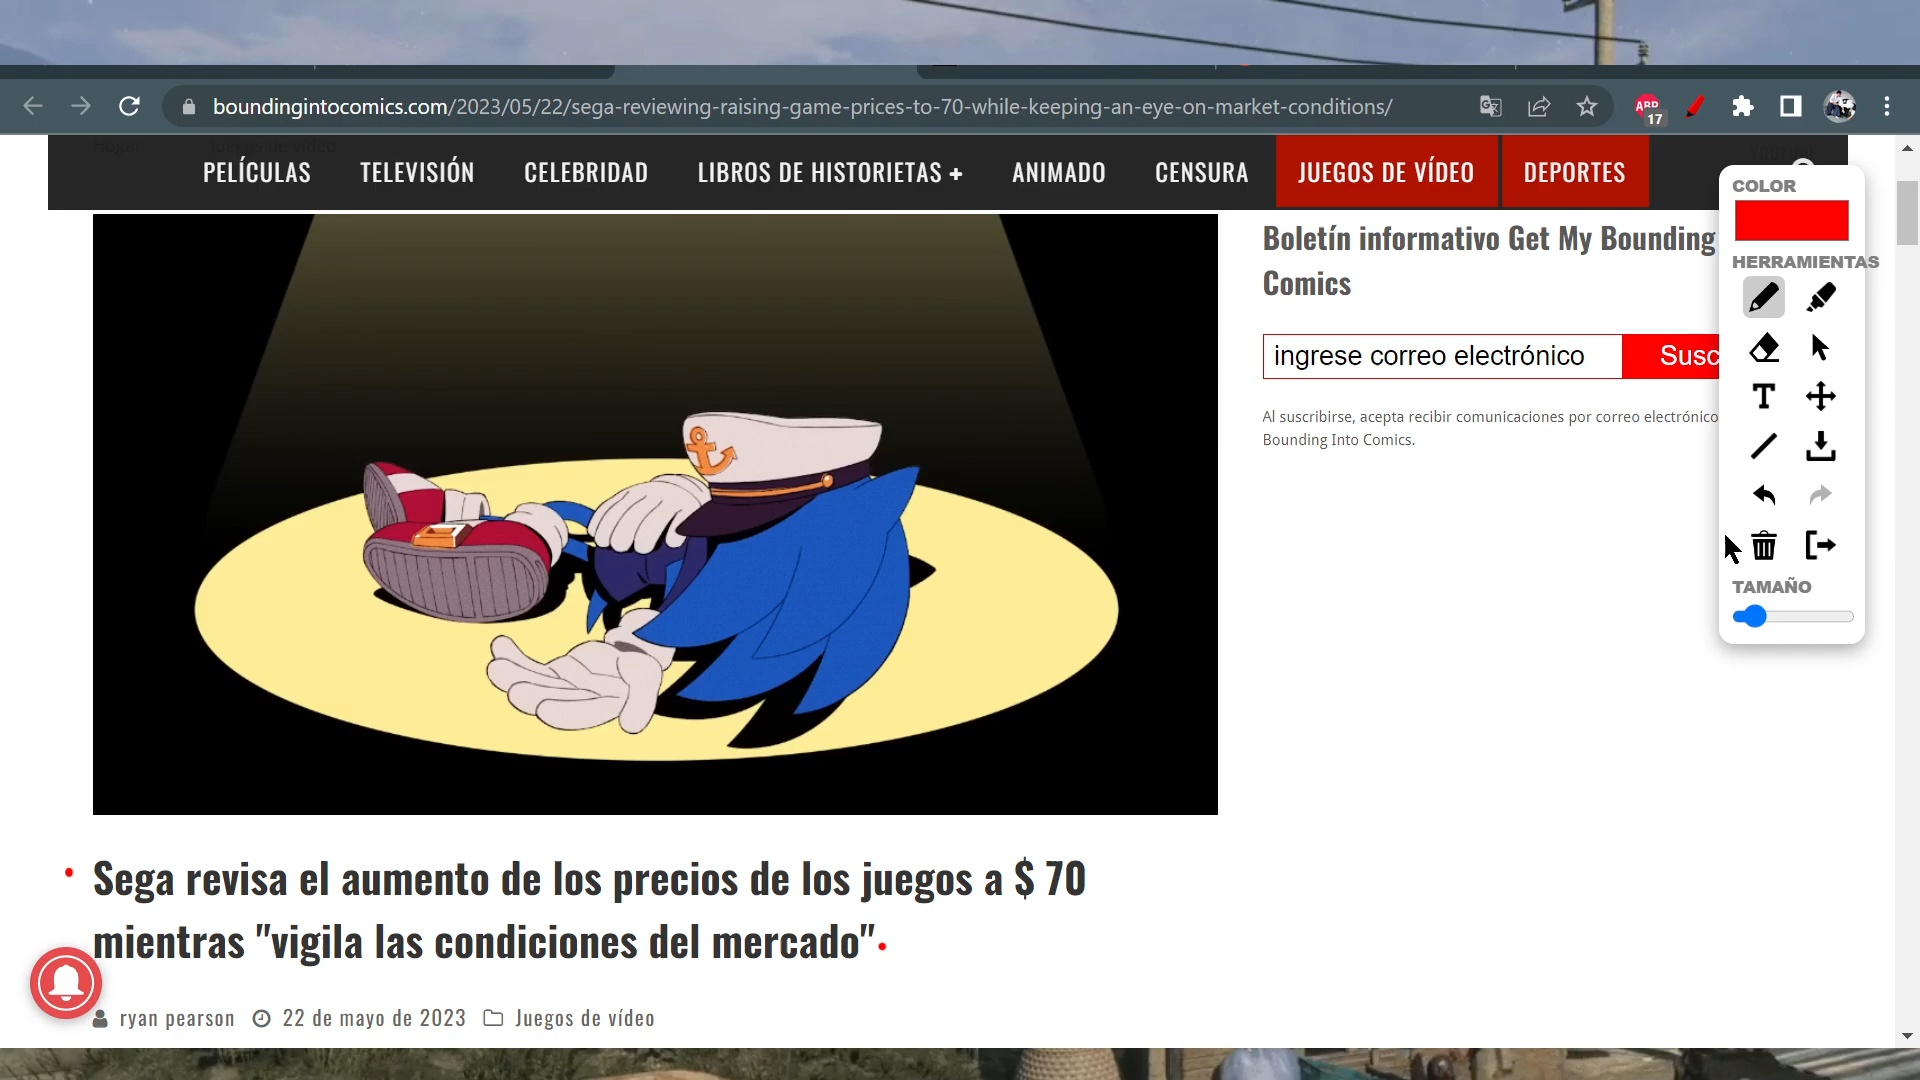 boundingintocomics.com/2023/05/22/sega-reviewing-raising-game-prices-to-70-while-keeping-an-eye-on-market-conditions/
ABP
17
PELÍCULAS TELEVISIÓN CELEBRIDAD LIBROS DE HISTORIETAS + ANIMADO CENSURA JUEGOS DE VÍDEO DEPORTES
COLOR
HERRAMIENTAS
T
TAMAÑO
Boletín informativo Get My Bounding
Comics
ingrese correo electrónico Susc
Al suscribirse, acepta recibir comunicaciones por correo electrónico
Bounding Into Comics.
Sega revisa el aumento de los precios de los juegos a $ 70
mientras "vigila las condiciones del mercado"
ryan pearson 22 de mayo de 2023 Juegos de vídeo